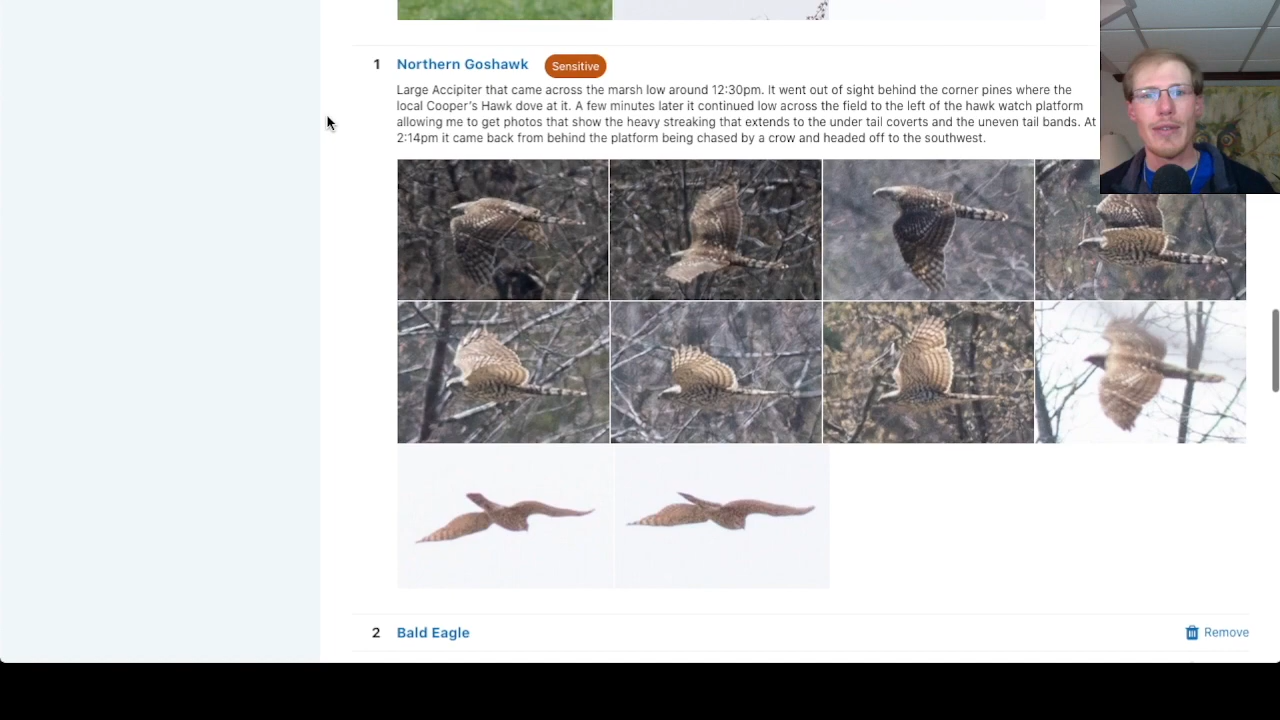 1 Northern Goshawk Sensitive
Large Accipiter that came across the marsh low around 12:30pm. It went out of sight behind the corner pines where the
local Cooper's Hawk dove at it. A few minutes later it continued low across the field to the left of the hawk watch platform
allowing me to get photos that show the heavy streaking that extends to the under tail coverts and the uneven tail bands. At
2:14pm it came back from behind the platform being chased by a crow and headed off to the southwest.
2 Bald Eagle Remove